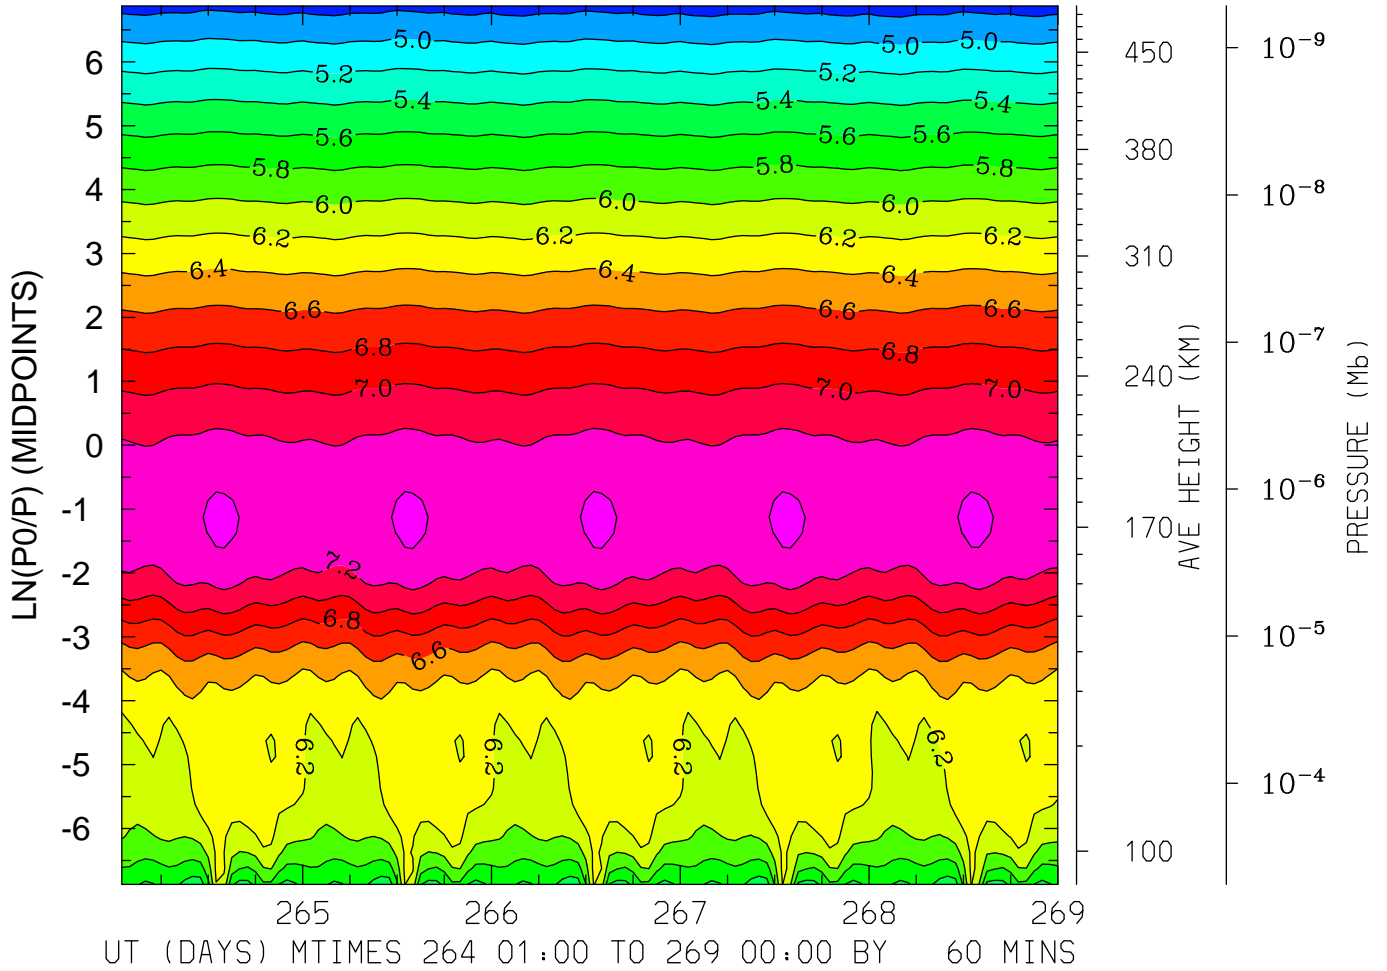 5.0 5.0 5.0
5.2 5.2
5.4 5.4 5.4
5.6 5.6 5.6
5.8 5.8 5.8
6.0 6.0 6.0
6.2 6.2 6.2 6.2
6.4 6.4 6.4
6.6 6.6 6.6
6.8 6.8
7.0 7.0 7.0
7.2
6.8
6.6
6.2 6.2 6.2 6.2
6
5
4
3
2
1
0
-1
-2
-3
-4
-5
-6
LN(P0/P) (MIDPOINTS)
265 266 267 268 269
UT (DAYS) MTIMES 264 01:00 TO 269 00:00 BY 60 MINS
450
380
310
240
170
100
AVE HEIGHT (KM)
10⁻⁹
10⁻⁸
10⁻⁷
10⁻⁶
10⁻⁵
10⁻⁴
PRESSURE (Mb)